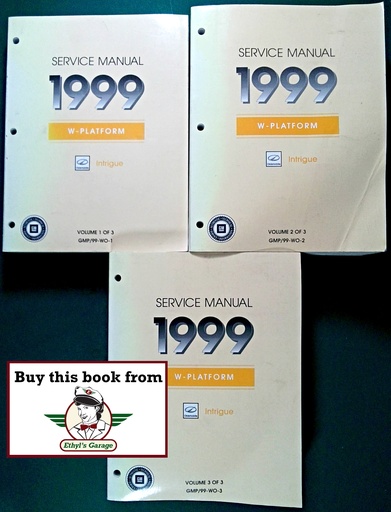 SERVICE MANUAL
1999
W-PLATFORM
Intrigue
VOLUME 1 OF 3
GMP/99-WO-1
SERVICE MANUAL
1999
W-PLATFORM
Intrigue
VOLUME 2 OF 3
GMP/99-WO-2
SERVICE MANUAL
1999
W-PLATFORM
Intrigue
VOLUME 3 OF 3
GMP/99-WO-3
Buy this book from
Ethyl's Garage